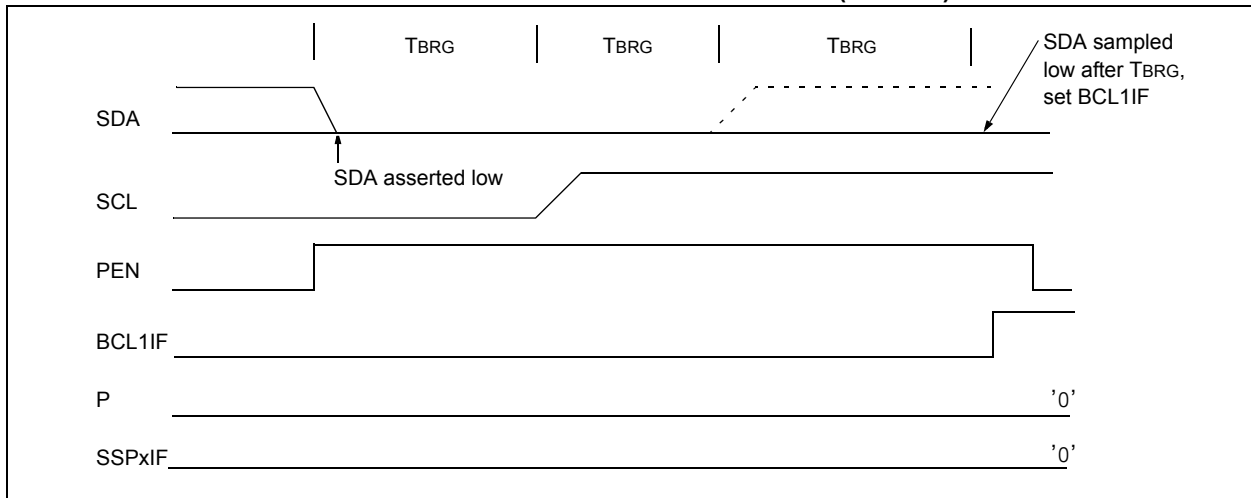 TBRG TBRG TBRG
SDA sampled
low after TBRG,
set BCL1IF
SDA
SDA asserted low
SCL
PEN
BCL1IF
P '0'
SSPxIF '0'